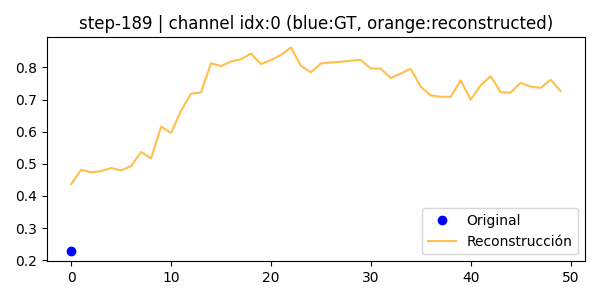 step-189 | channel idx:0 (blue:GT, orange:reconstructed)
0.8
0.7
0.6
0.5
0.4
0.3
0.2
Original
Reconstrucción
0 10 20 30 40 50